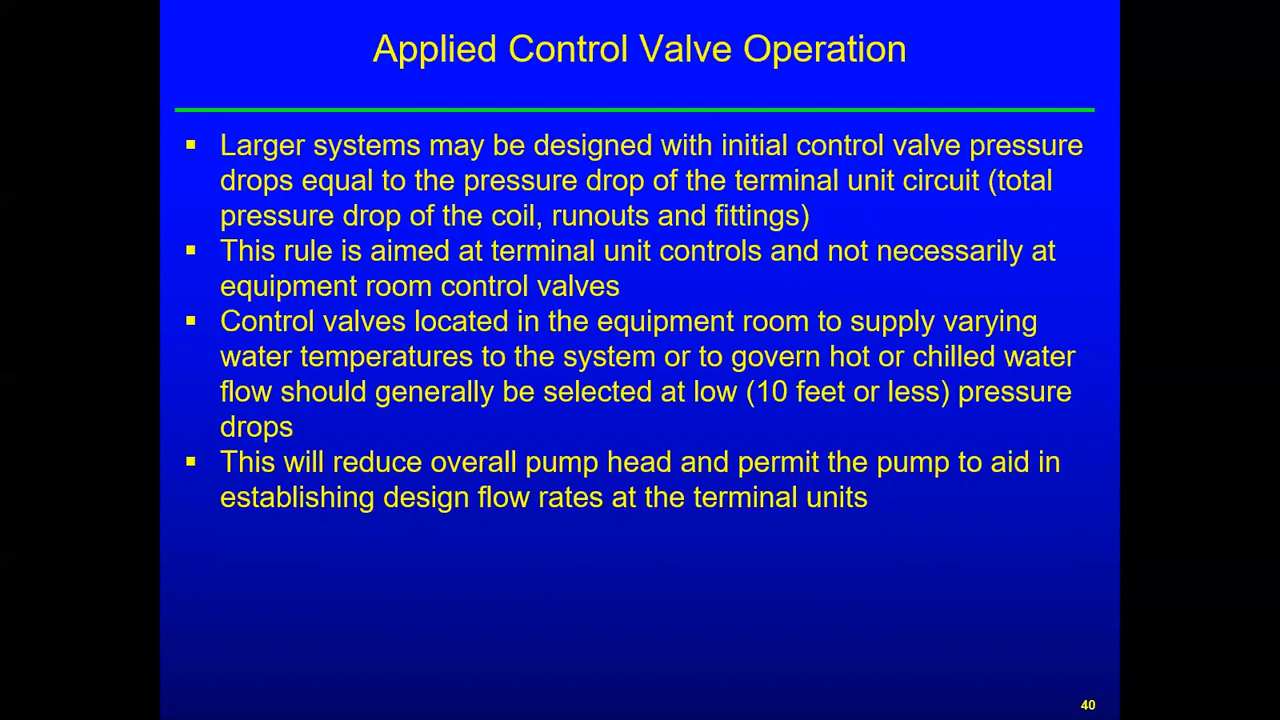 Applied Control Valve Operation
▪ Larger systems may be designed with initial control valve pressure
drops equal to the pressure drop of the terminal unit circuit (total
pressure drop of the coil, runouts and fittings)
▪ This rule is aimed at terminal unit controls and not necessarily at
equipment room control valves
▪ Control valves located in the equipment room to supply varying
water temperatures to the system or to govern hot or chilled water
flow should generally be selected at low (10 feet or less) pressure
drops
▪ This will reduce overall pump head and permit the pump to aid in
establishing design flow rates at the terminal units
40